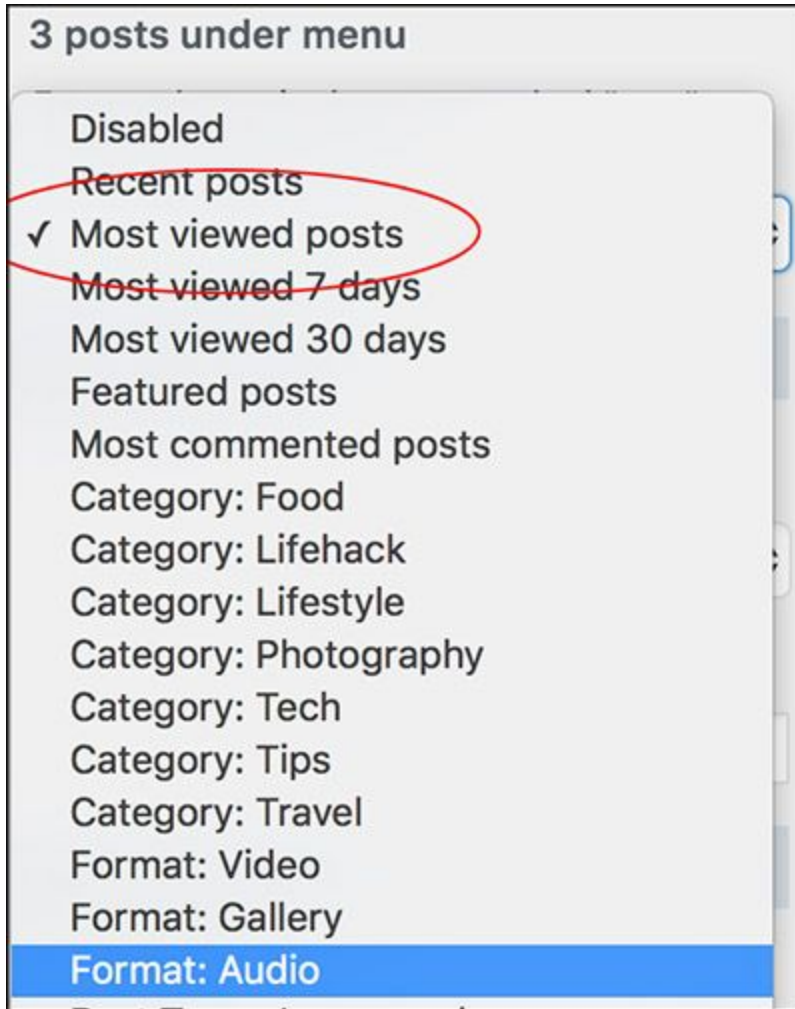 3 posts under menu
Disabled
Recent posts
✓ Most viewed posts
Most viewed 7 days
Most viewed 30 days
Featured posts
Most commented posts
Category: Food
Category: Lifehack
Category: Lifestyle
Category: Photography
Category: Tech
Category: Tips
Category: Travel
Format: Video
Format: Gallery
Format: Audio